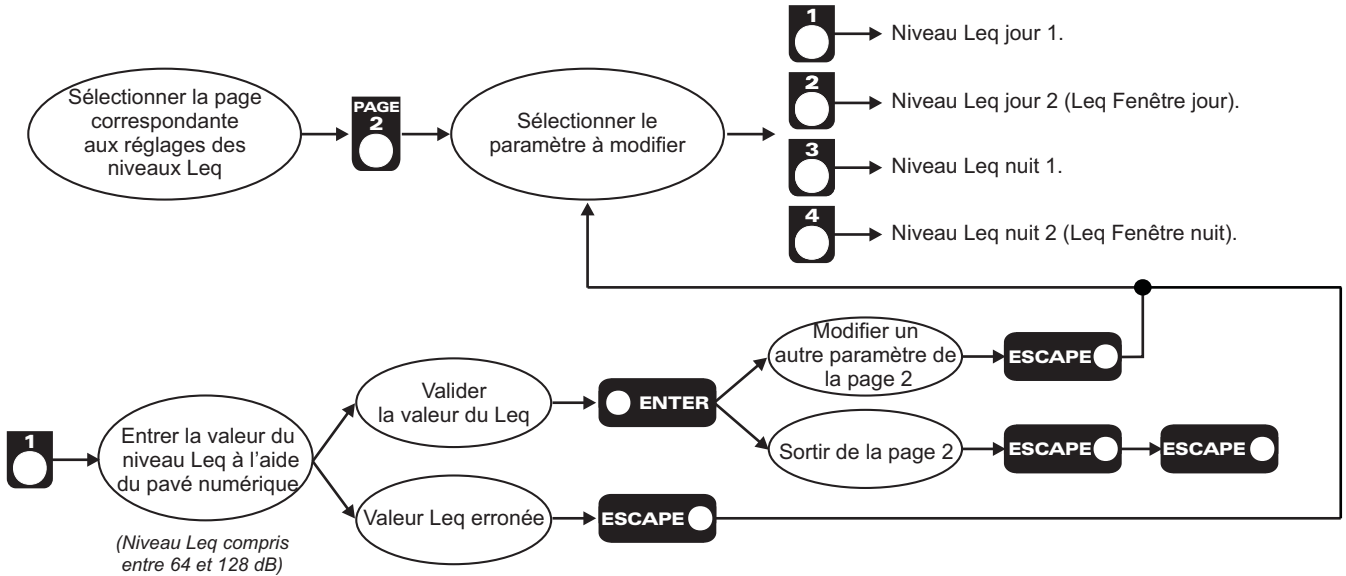 Sélectionner la page
correspondante
aux réglages des
niveaux Leq
PAGE
2
Sélectionner le
paramètre à modifier
1
Niveau Leq jour 1.
2
Niveau Leq jour 2 (Leq Fenêtre jour).
3
Niveau Leq nuit 1.
4
Niveau Leq nuit 2 (Leq Fenêtre nuit).
1
Entrer la valeur du
niveau Leq à l'aide
du pavé numérique
(Niveau Leq compris
entre 64 et 128 dB)
Valider
la valeur du Leq
ENTER
Modifier un
autre paramètre de
la page 2
ESCAPE
Sortir de la page 2
ESCAPE
ESCAPE
Valeur Leq erronée
ESCAPE